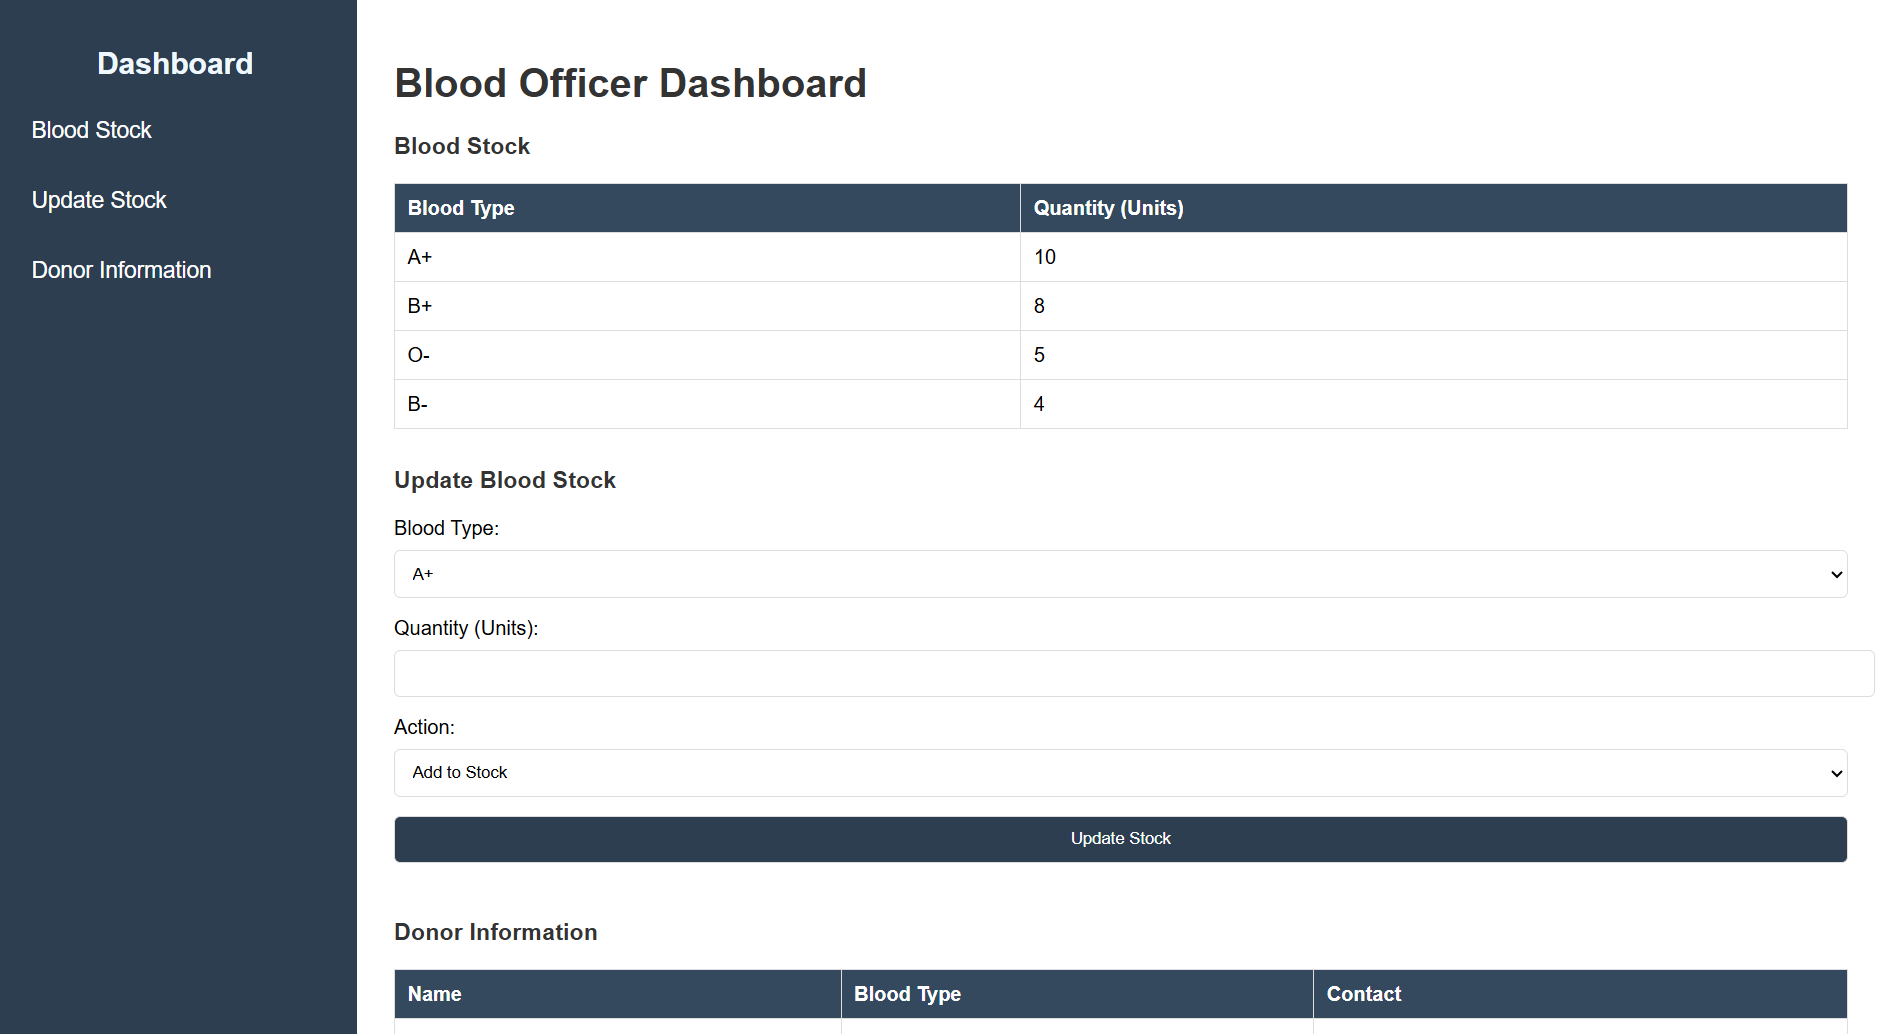 Dashboard
Blood Stock
Update Stock
Donor Information
Blood Officer Dashboard
Blood Stock
Blood Type Quantity (Units)
A+ 10
B+ 8
O- 5
B- 4
Update Blood Stock
Blood Type:
A+
Quantity (Units):
Action:
Add to Stock
Update Stock
Donor Information
Name Blood Type Contact